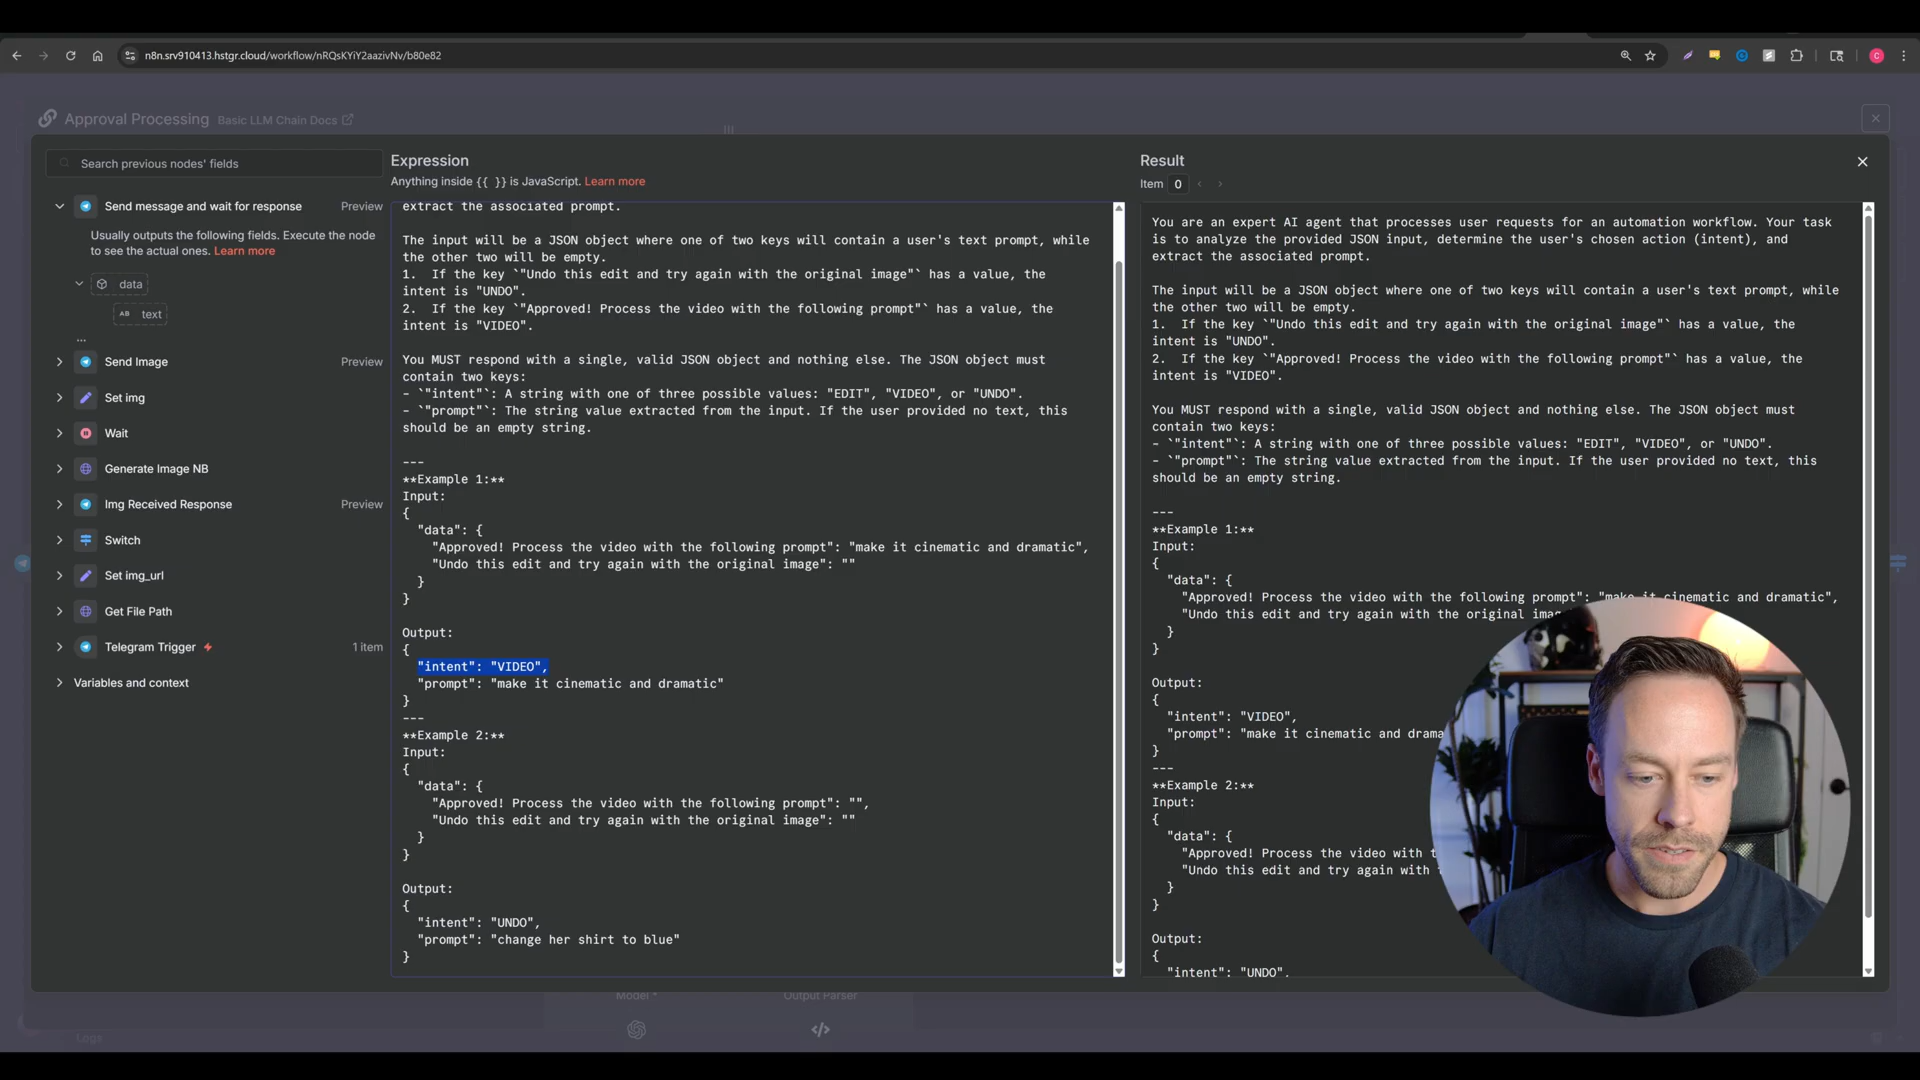 n8n.srv910413.hstgr.cloud/workflow/nRQsKYiY2aazivNv/b80e82
Approval Processing Basic LLM Chain Docs
Search previous nodes' fields
Send message and wait for response Preview
Usually outputs the following fields. Execute the node
to see the actual ones. Learn more
data
AB text
...
Send Image Preview
Set img
Wait
Generate Image NB
Img Received Response Preview
Switch
Set img_url
Get File Path
Telegram Trigger 1 item
Variables and context
Expression
Anything inside {{ }} is JavaScript. Learn more
extract the associated prompt.
The input will be a JSON object where one of two keys will contain a user's text prompt, while
the other two will be empty.
1. If the key `"Undo this edit and try again with the original image"` has a value, the
intent is "UNDO".
2. If the key `"Approved! Process the video with the following prompt"` has a value, the
intent is "VIDEO".
You MUST respond with a single, valid JSON object and nothing else. The JSON object must
contain two keys:
- `"intent"`: A string with one of three possible values: "EDIT", "VIDEO", or "UNDO".
- `"prompt"`: The string value extracted from the input. If the user provided no text, this
should be an empty string.
---
**Example 1:**
Input:
{
"data": {
"Approved! Process the video with the following prompt": "make it cinematic and dramatic",
"Undo this edit and try again with the original image": ""
}
}
Output:
{
"intent": "VIDEO",
"prompt": "make it cinematic and dramatic"
}
---
**Example 2:**
Input:
{
"data": {
"Approved! Process the video with the following prompt": "",
"Undo this edit and try again with the original image": ""
}
}
Output:
{
"intent": "UNDO",
"prompt": "change her shirt to blue"
}
Result
Item 0
You are an expert AI agent that processes user requests for an automation workflow. Your task
is to analyze the provided JSON input, determine the user's chosen action (intent), and
extract the associated prompt.
The input will be a JSON object where one of two keys will contain a user's text prompt, while
the other two will be empty.
1. If the key `"Undo this edit and try again with the original image"` has a value, the
intent is "UNDO".
2. If the key `"Approved! Process the video with the following prompt"` has a value, the
intent is "VIDEO".
You MUST respond with a single, valid JSON object and nothing else. The JSON object must
contain two keys:
- `"intent"`: A string with one of three possible values: "EDIT", "VIDEO", or "UNDO".
- `"prompt"`: The string value extracted from the input. If the user provided no text, this
should be an empty string.
---
**Example 1:**
Input:
{
"data": {
"Approved! Process the video with the following prompt": "make it cinematic and dramatic",
"Undo this edit and try again with the original
}
}
Output:
{
"intent": "VIDEO",
"prompt": "make it cinematic and
}
---
**Example 2:**
Input:
{
"data": {
"Approved! Process the video with
"Undo this edit and try again with
}
}
Output:
{
"intent": "UNDO",
Model * Output Parser
Logs